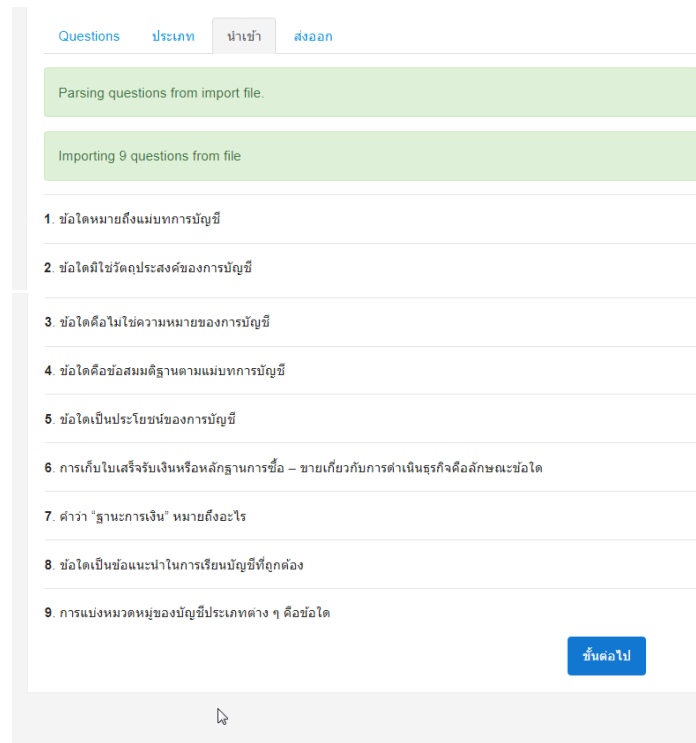 Questions ประเภท นำเข้า ส่งออก
Parsing questions from import file.
Importing 9 questions from file
1. ข้อใดหมายถึงแม่บทการบัญชี
2. ข้อใดมิใช่วัตถุประสงค์ของการบัญชี
3. ข้อใดคือไม่ใช่ความหมายของการบัญชี
4. ข้อใดคือข้อสมมติฐานตามแม่บทการบัญชี
5. ข้อใดเป็นประโยชน์ของการบัญชี
6. การเก็บใบเสร็จรับเงินหรือหลักฐานการซื้อ – ขายเกี่ยวกับการดำเนินธุรกิจคือลักษณะข้อใด
7. คำว่า “ฐานะการเงิน” หมายถึงอะไร
8. ข้อใดเป็นข้อแนะนำในการเรียนบัญชีที่ถูกต้อง
9. การแบ่งหมวดหมู่ของบัญชีประเภทต่าง ๆ คือข้อใด
ขั้นต่อไป